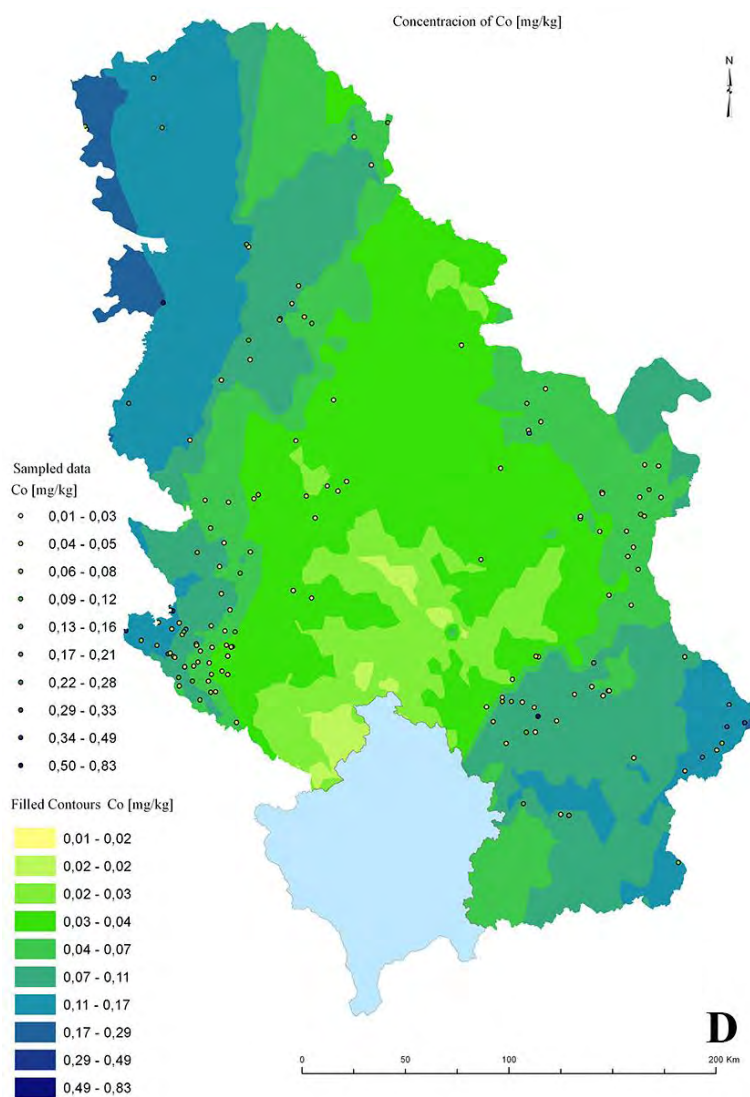 Concentracion of Co [mg/kg]
N
Sampled data
Co [mg/kg]
0,01 - 0,03
0,04 - 0,05
0,06 - 0,08
0,09 - 0,12
0,13 - 0,16
0,17 - 0,21
0,22 - 0,28
0,29 - 0,33
0,34 - 0,49
0,50 - 0,83
Filled Contours Co [mg/kg]
0,01 - 0,02
0,02 - 0,02
0,02 - 0,03
0,03 - 0,04
0,04 - 0,07
0,07 - 0,11
0,11 - 0,17
0,17 - 0,29
0,29 - 0,49
0,49 - 0,83
D
0 50 100 200 Km